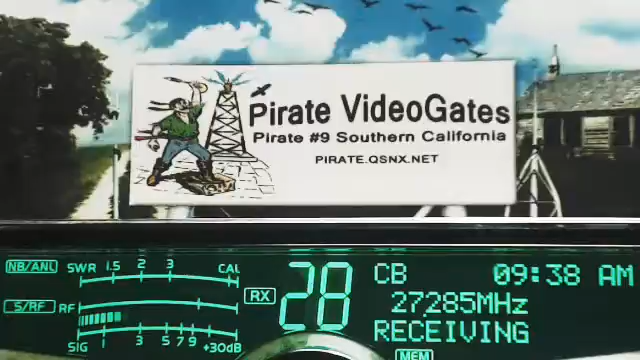 Pirate VideoGates
Pirate #9 Southern California
PIRATE.QSNX.NET
NB/ANL SWR 1.5 2 3 CAL
S/RF RF
SIG 1 3 5 7 9 +30dB
RX 28
CB 09:38 AM
27285MHz
RECEIVING
MEM